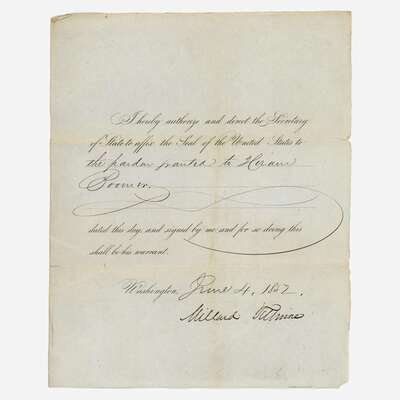 I hereby authorize and direct the Secretary
of State to affix the Seal of the United States to
the pardon granted to Hiram
dated this day, and signed by me and for so doing this
shall be his warrant.
Washington, June 4, 1852.
Millard Fillmore